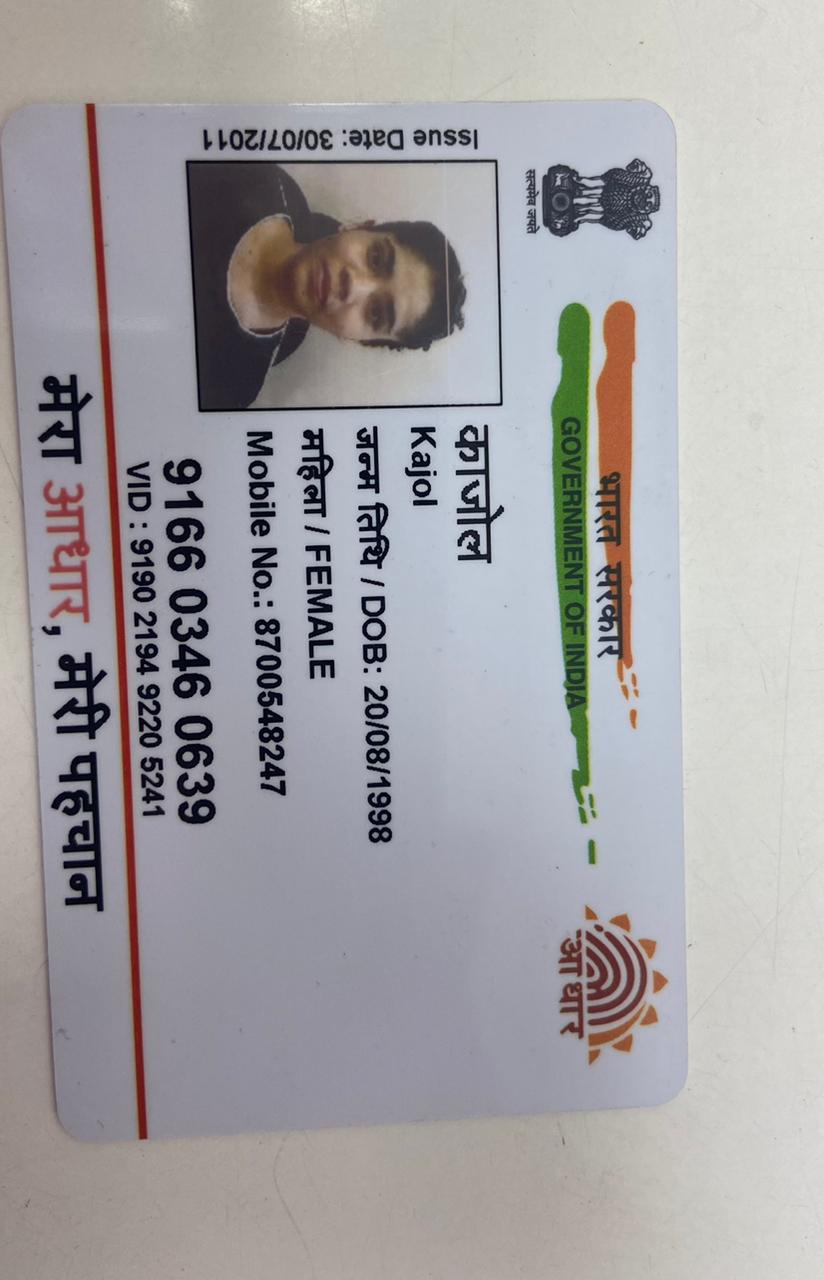 भारत सरकार
GOVERNMENT OF INDIA
सत्यमेव जयते
आधार
Issue Date: 30/07/2011
काजोल
Kajol
जन्म तिथि / DOB: 20/08/1998
महिला / FEMALE
Mobile No.: 8700548247
9166 0346 0639
VID : 9190 2194 9220 5241
मेरा आधार, मेरी पहचान